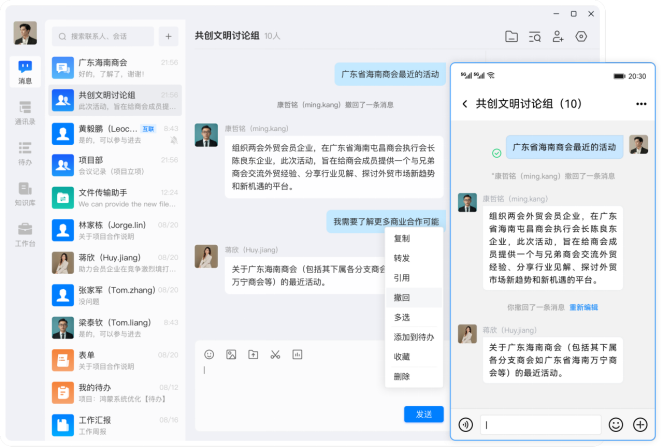 搜索联系人、会话
+
消息
通讯录
待办
知识库
工作台
广东海南商会
21:56
好的，了解了，谢谢！
共创文明讨论组
21:56
此次活动，旨在给商会成员提...
黄毅鹏（Leoc...
互联
8:43
是的，可以参与进去
项目部
21:56
会议记录（项目立项）
文件传输助手
12:24
We can provide the new file...
林家栋（Jorge.lin）
08/20
关于项目合作说明
蒋欣（Huy.jiang）
08/20
助力会员企业在竞争激烈填打...
张家军（Tom.zhang）
08/20
没问题
梁泰钦（Tom.liang）
8:43
是的，可以参与进去
表单
08/20
关于项目合作说明
我的待办
08/12
项目：鸿蒙系统优化【待办】
工作汇报
08/16
工作周报
共创文明讨论组 10人
广东省海南商会最近的活动
康哲铭（ming.kang）撤回了一条消息
康哲铭（ming.kang）
组织两会外贸会员企业，在广东省海南屯昌商会执行会长
陈良东企业，此次活动，旨在给商会成员提供一个与兄弟
商会交流外贸经验、分享行业见解、探讨外贸市场新趋势
和新机遇的平台。
我需要了解更多商业合作可能
蒋欣（Huy.jiang）
关于广东海南商会（包括其下属各分支商会
万宁商会等）的最近活动。
复制
转发
引用
撤回
多选
添加到待办
收藏
删除
发送
5G 5G
20:30
共创文明讨论组（10）
广东省海南商会最近的活动
"康哲铭（ming.kang）撤回了一条消息
康哲铭（ming.kang）
组织两会外贸会员企业，在广东
省海南屯昌商会执行会长陈良东
企业，此次活动，旨在给商会成
员提供一个与兄弟商会交流外贸
经验、分享行业见解、探讨外贸
市场新趋势和新机遇的平台。
你撤回了一条消息 重新编辑
蒋欣（Huy.jiang）
关于广东海南商会（包括其下属
各分支商会如广东省海南万宁
商会等）的最近活动。